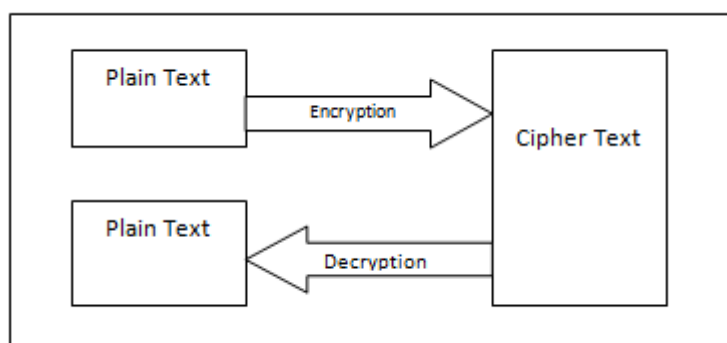 Plain Text
Encryption
Cipher Text
Plain Text
Decryption